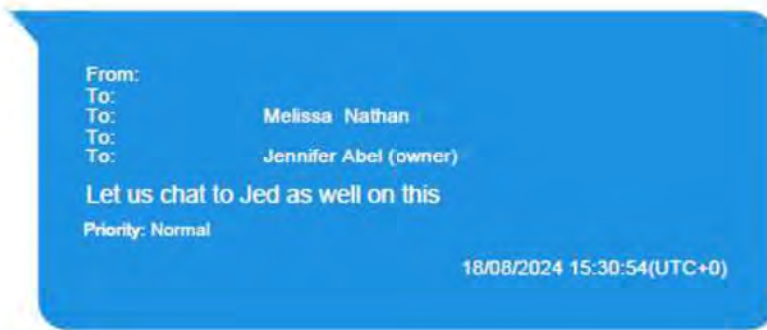 From:
To:
To: Melissa Nathan
To:
To: Jennifer Abel (owner)
Let us chat to Jed as well on this
Priority: Normal
18/08/2024 15:30:54(UTC+0)